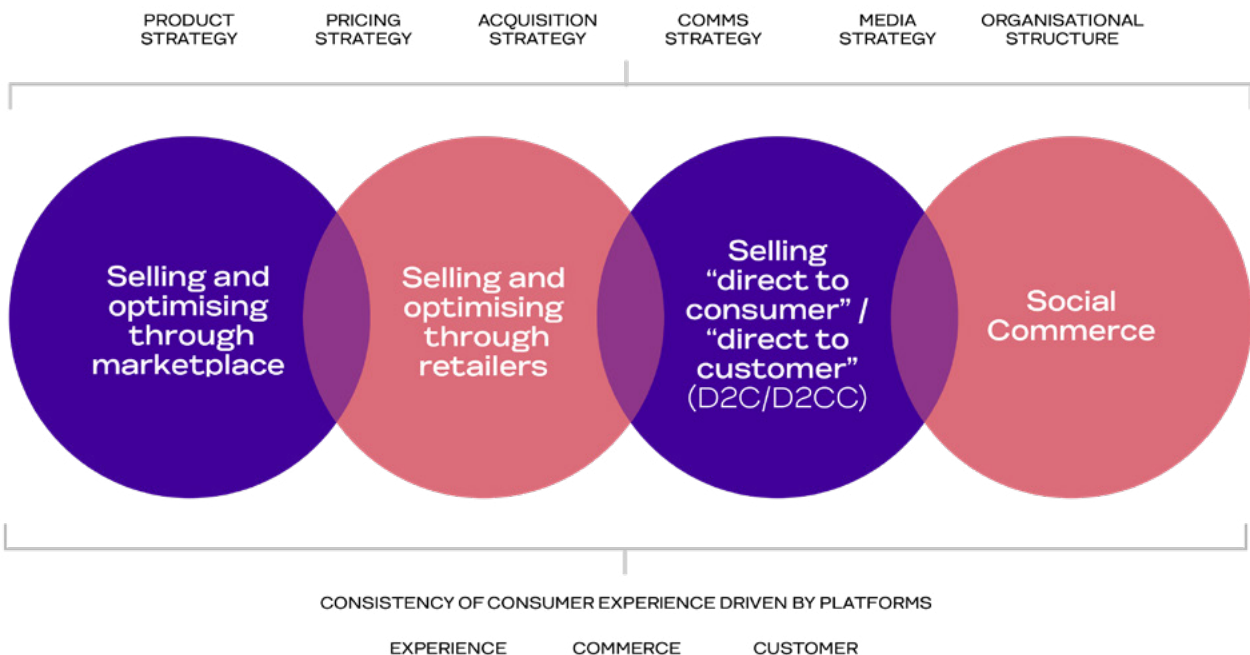 PRODUCT
STRATEGY
PRICING
STRATEGY
ACQUISITION
STRATEGY
COMMS
STRATEGY
MEDIA
STRATEGY
ORGANISATIONAL
STRUCTURE
Selling and
optimising
through
marketplace
Selling and
optimising
through
retailers
Selling
“direct to
consumer” /
“direct to
customer”
(D2C/D2CC)
Social
Commerce
CONSISTENCY OF CONSUMER EXPERIENCE DRIVEN BY PLATFORMS
EXPERIENCE COMMERCE CUSTOMER